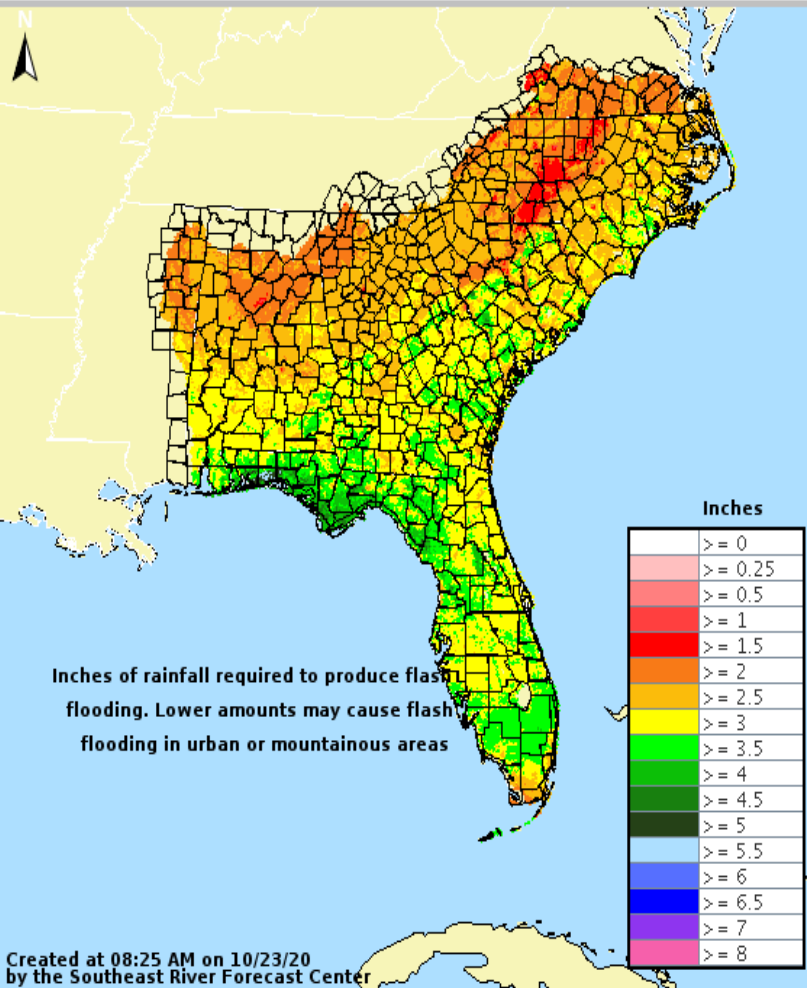 N
Inches
>= 0
>= 0.25
>= 0.5
>= 1
>= 1.5
>= 2
>= 2.5
>= 3
>= 3.5
>= 4
>= 4.5
>= 5
>= 5.5
>= 6
>= 6.5
>= 7
>= 8
Inches of rainfall required to produce flash
flooding. Lower amounts may cause flash
flooding in urban or mountainous areas
Created at 08:25 AM on 10/23/20
by the Southeast River Forecast Center